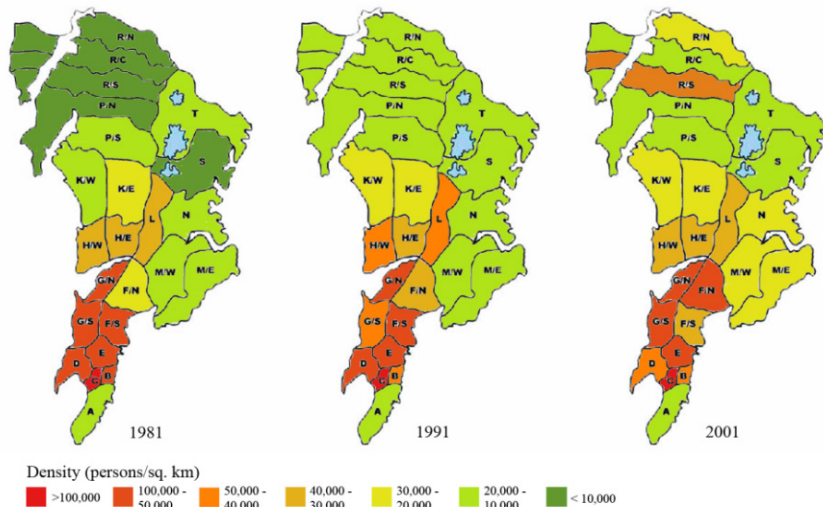 R/N
R/C
R/S
P/N
T
P/S
S
K/W
K/E
L
N
H/W
H/E
G/N
F/N
M/W
M/E
G/S
F/S
E
D
C
B
A
1981
R/N
R/C
R/S
P/N
T
P/S
S
K/W
K/E
L
N
H/W
H/E
G/N
F/N
M/W
M/E
G/S
F/S
E
D
C
B
A
1991
R/N
R/C
R/S
P/N
T
P/S
S
K/W
K/E
L
N
H/W
H/E
G/N
F/N
M/W
M/E
G/S
F/S
E
D
C
B
A
2001
Density (persons/sq. km)
>100,000
100,000 -
50,000
50,000 -
40,000
40,000 -
30,000
30,000 -
20,000
20,000 -
10,000
< 10,000